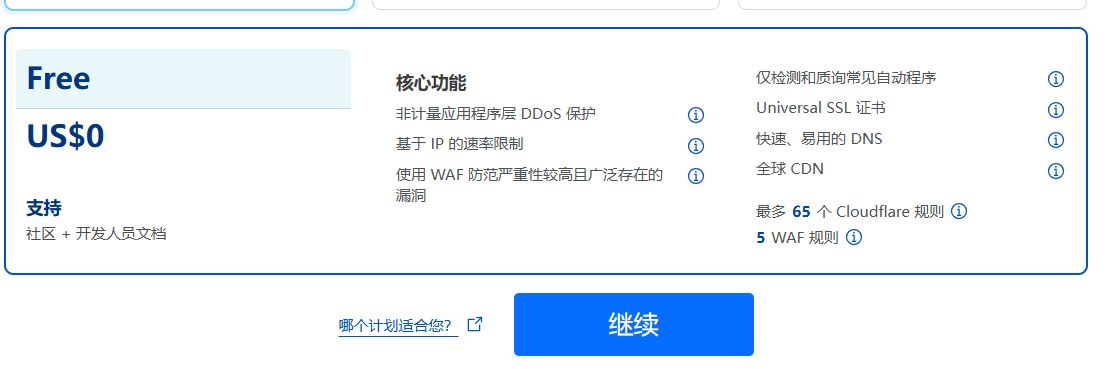 Free
US$0
支持
社区 + 开发人员文档
核心功能
非计量应用程序层 DDoS 保护
基于 IP 的速率限制
使用 WAF 防范严重性较高且广泛存在的
漏洞
仅检测和质询常见自动程序
Universal SSL 证书
快速、易用的 DNS
全球 CDN
最多 65 个 Cloudflare 规则
5 WAF 规则
哪个计划适合您？
继续